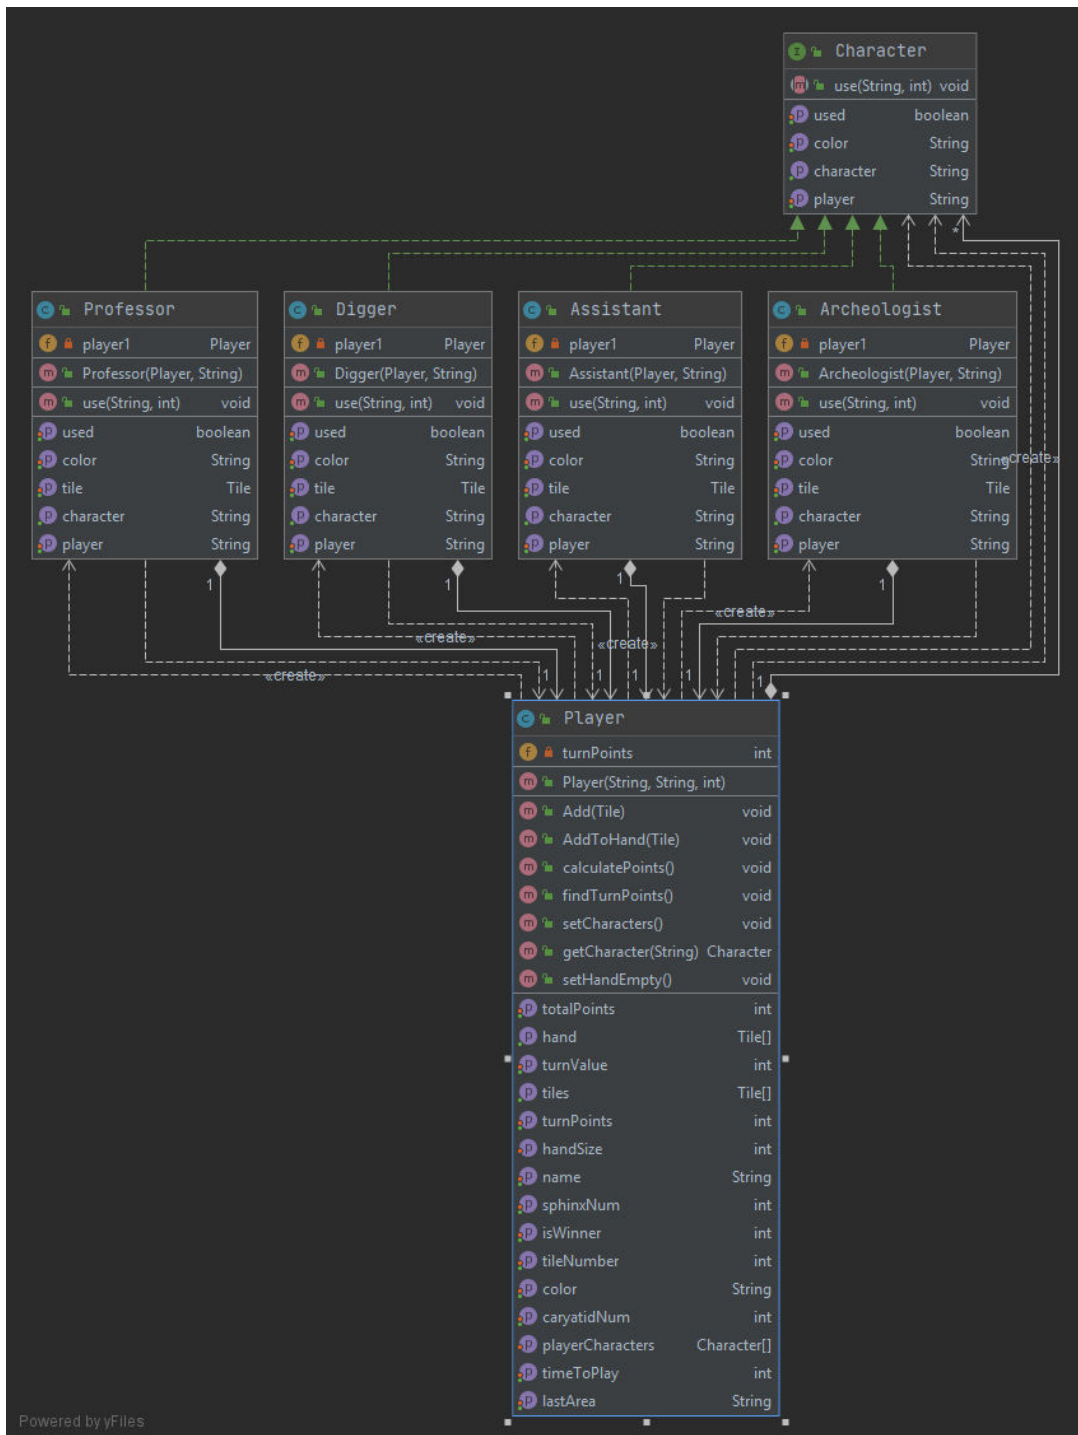 Character
use(String, int) void
used boolean
color String
character String
player String
*
Professor
player1 Player
Professor(Player, String)
use(String, int) void
used boolean
color String
tile Tile
character String
player String
Digger
player1 Player
Digger(Player, String)
use(String, int) void
used boolean
color String
tile Tile
character String
player String
Assistant
player1 Player
Assistant(Player, String)
use(String, int) void
used boolean
color String
tile Tile
character String
player String
Archeologist
player1 Player
Archeologist(Player, String)
use(String, int) void
used boolean
color String
tile Tile
character String
player String
«create»
1
1
1
1
«create»
«create»
«create»
«create»
1
1
1
1
1
Player
turnPoints int
Player(String, String, int)
Add(Tile) void
AddToHand(Tile) void
calculatePoints() void
findTurnPoints() void
setCharacters() void
getCharacter(String) Character
setHandEmpty() void
totalPoints int
hand Tile[]
turnValue int
tiles Tile[]
turnPoints int
handSize int
name String
sphinxNum int
isWinner int
tileNumber int
color String
caryatidNum int
playerCharacters Character[]
timeToPlay int
lastArea String
Powered by yFiles